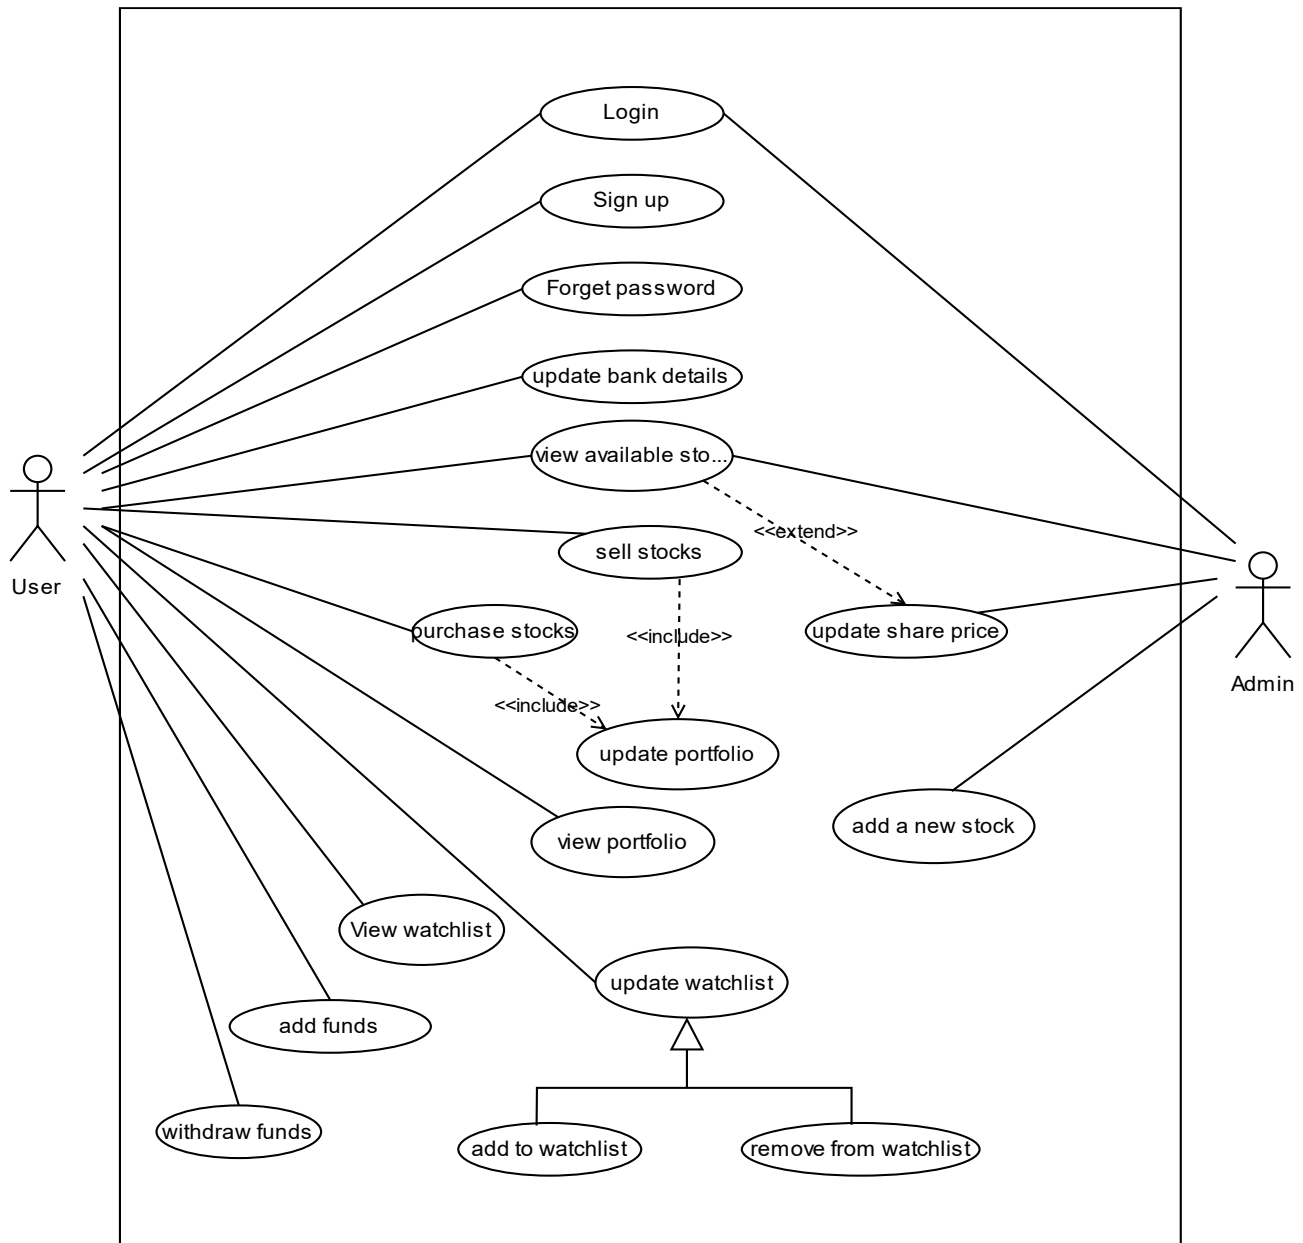 Login
Sign up
Forget password
update bank details
view available sto...
<<extend>>
sell stocks
User
purchase stocks
<<include>>
update share price
Admin
<<include>>
update portfolio
add a new stock
view portfolio
View watchlist
update watchlist
add funds
withdraw funds
add to watchlist
remove from watchlist